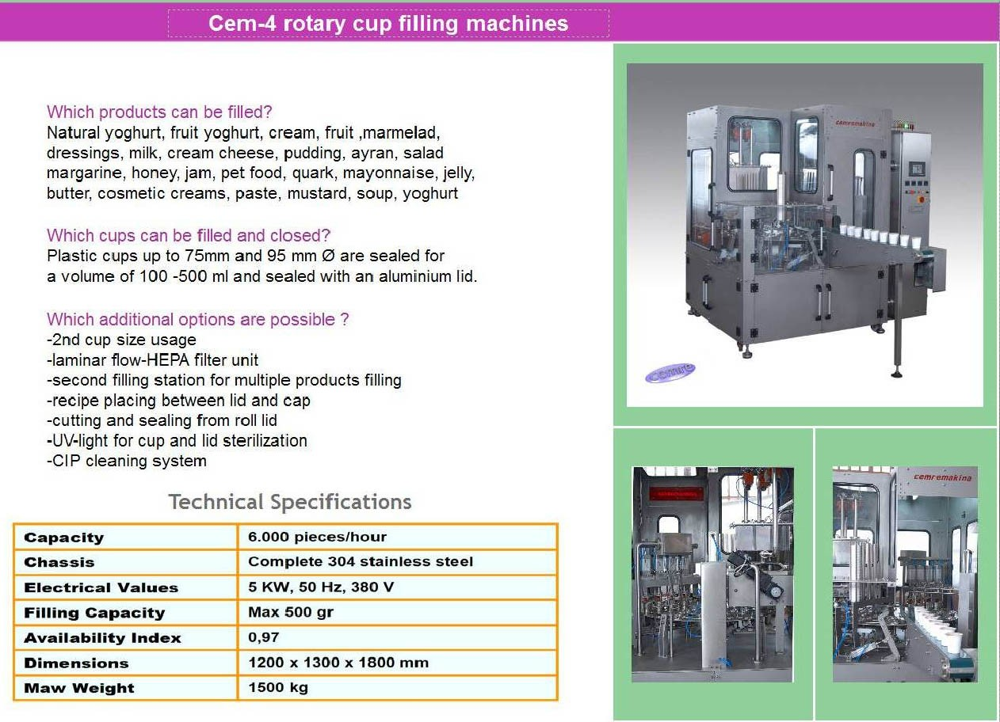 Cem-4 rotary cup filling machines
Which products can be filled?
Natural yoghurt, fruit yoghurt, cream, fruit ,marmelad,
dressings, milk, cream cheese, pudding, ayran, salad
margarine, honey, jam, pet food, quark, mayonnaise, jelly,
butter, cosmetic creams, paste, mustard, soup, yoghurt
Which cups can be filled and closed?
Plastic cups up to 75mm and 95 mm Ø are sealed for
a volume of 100 -500 ml and sealed with an aluminium lid.
Which additional options are possible ?
-2nd cup size usage
-laminar flow-HEPA filter unit
-second filling station for multiple products filling
-recipe placing between lid and cap
-cutting and sealing from roll lid
-UV-light for cup and lid sterilization
-CIP cleaning system
Technical Specifications
Capacity 6.000 pieces/hour
Chassis Complete 304 stainless steel
Electrical Values 5 KW, 50 Hz, 380 V
Filling Capacity Max 500 gr
Availability Index 0,97
Dimensions 1200 x 1300 x 1800 mm
Maw Weight 1500 kg
cemremakina
cemre
cemremakina